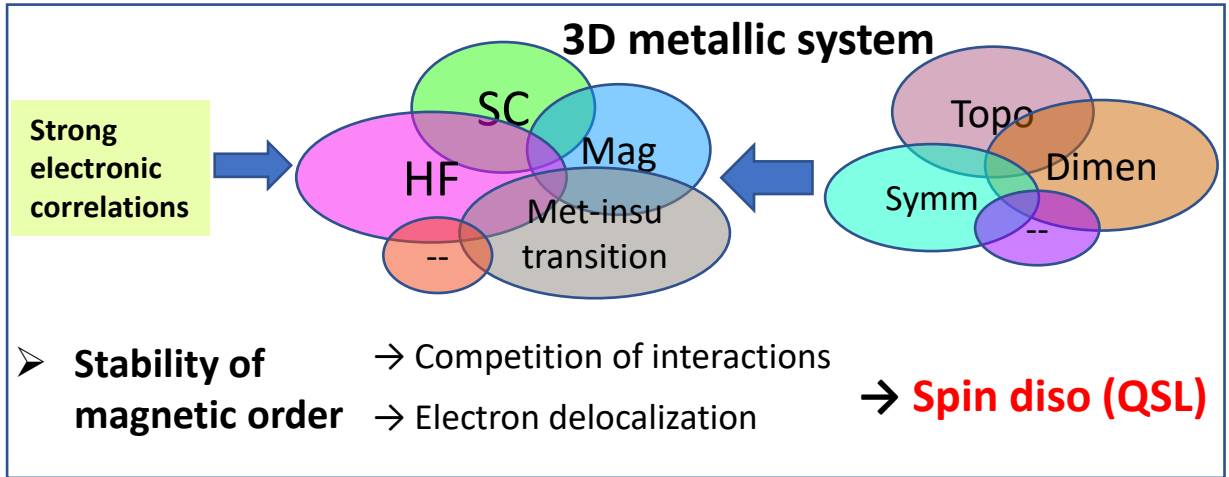 3D metallic system
Strong
electronic
correlations
SC
HF
Mag
Met-insu
transition
--
Topo
Dimen
Symm
--
➢ Stability of
magnetic order
→ Competition of interactions
→ Electron delocalization
→ Spin diso (QSL)